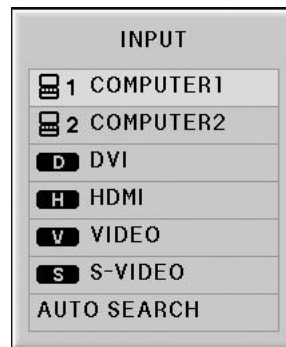 INPUT
1 COMPUTER1
2 COMPUTER2
D DVI
H HDMI
V VIDEO
S S-VIDEO
AUTO SEARCH